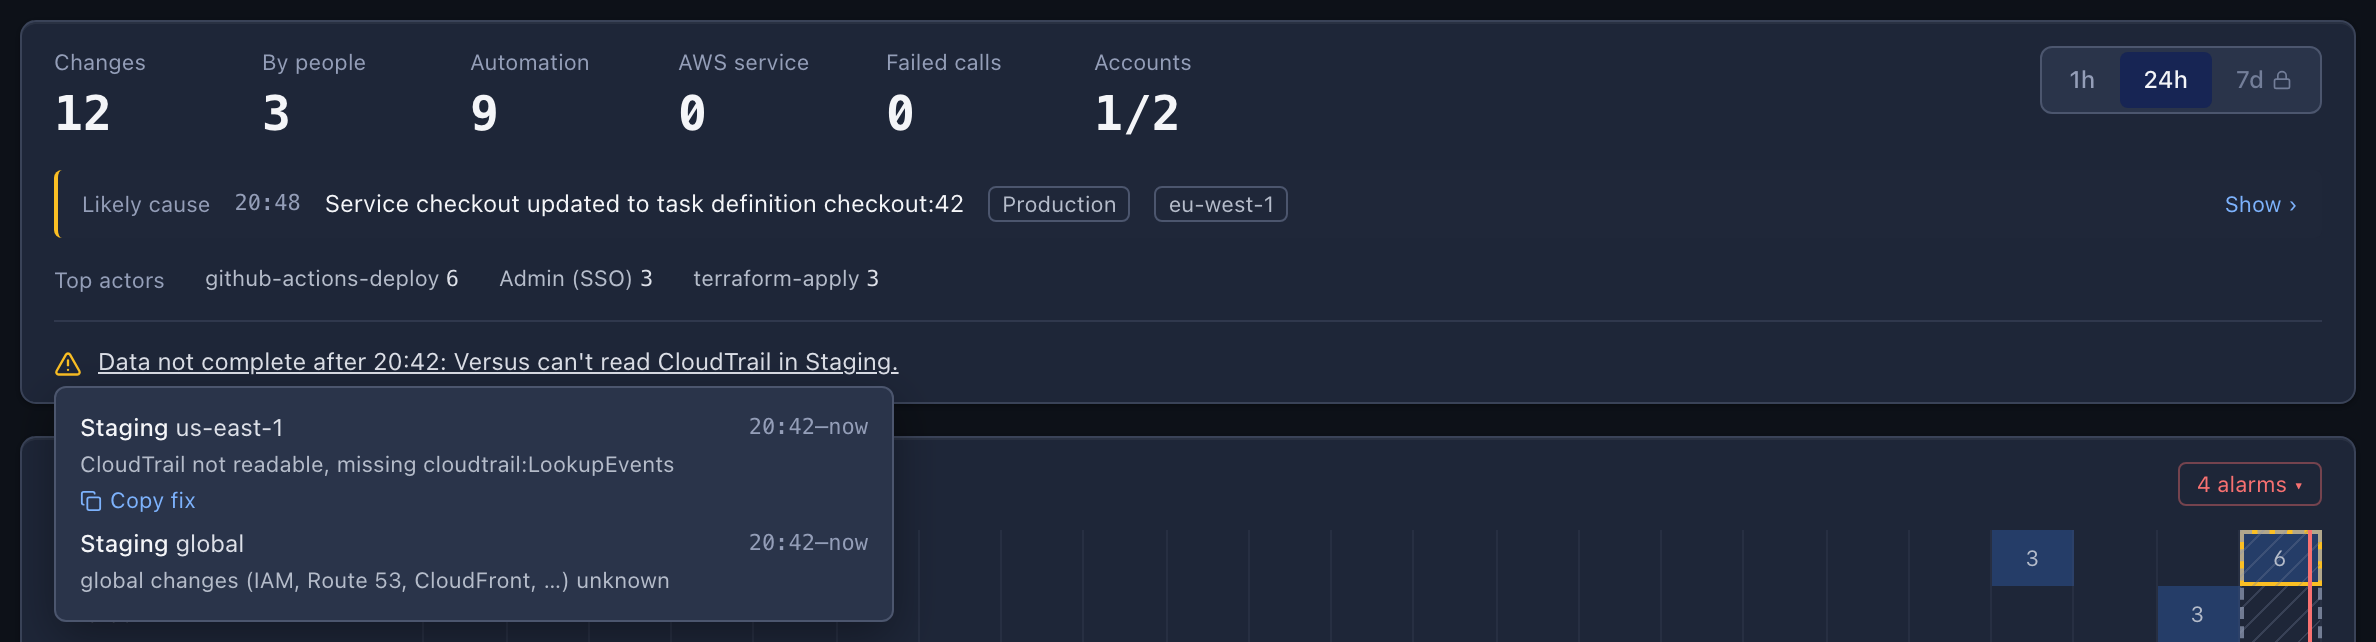 Changes By people Automation AWS service Failed calls Accounts
12 3 9 0 0 1/2
1h 24h 7d
Likely cause 20:48 Service checkout updated to task definition checkout:42 Production eu-west-1 Show ›
Top actors github-actions-deploy 6 Admin (SSO) 3 terraform-apply 3
Data not complete after 20:42: Versus can't read CloudTrail in Staging.
Staging us-east-1 20:42—now
CloudTrail not readable, missing cloudtrail:LookupEvents
Copy fix
Staging global 20:42—now
global changes (IAM, Route 53, CloudFront, …) unknown
4 alarms ▾
3 6
3